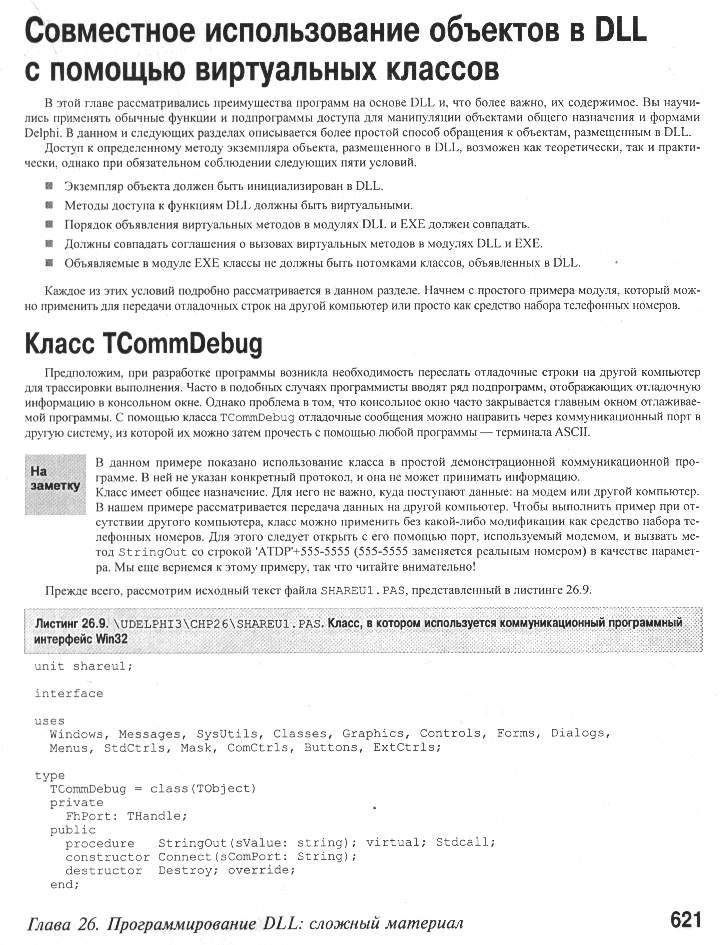 Совместное использование объектов в DLL
с помощью виртуальных классов
В этой главе рассматривались преимущества программ на основе DLL и, что более важно, их содержимое. Вы научи-
лись применять обычные функции и подпрограммы доступа для манипуляции объектами общего назначения и формами
Delphi. В данном и следующих разделах описывается более простой способ обращения к объектам, размещенным в DLL.
Доступ к определенному методу экземпляра объекта, размещенного в DLL, возможен как теоретически, так и практи-
чески, однако при обязательном соблюдении следующих пяти условий.
■ Экземпляр объекта должен быть инициализирован в DLL.
■ Методы доступа к функциям DLL должны быть виртуальными.
■ Порядок объявления виртуальных методов в модулях DLL и EXE должен совпадать.
■ Должны совпадать соглашения о вызовах виртуальных методов в модулях DLL и EXE.
■ Объявляемые в модуле EXE классы не должны быть потомками классов, объявленных в DLL.
Каждое из этих условий подробно рассматривается в данном разделе. Начнем с простого примера модуля, который мож-
но применить для передачи отладочных строк на другой компьютер или просто как средство набора телефонных номеров.
Класс TCommDebug
Предположим, при разработке программы возникла необходимость переслать отладочные строки на другой компьютер
для трассировки выполнения. Часто в подобных случаях программисты вводят ряд подпрограмм, отображающих отладочную
информацию в консольном окне. Однако проблема в том, что консольное окно часто закрывается главным окном отлаживае-
мой программы. С помощью класса TCommDebug отладочные сообщения можно направить через коммуникационный порт в
другую систему, из которой их можно затем прочесть с помощью любой программы — терминала ASCII.
На
заметку
В данном примере показано использование класса в простой демонстрационной коммуникационной про-
грамме. В ней не указан конкретный протокол, и она не может принимать информацию.
Класс имеет общее назначение. Для него не важно, куда поступают данные: на модем или другой компьютер.
В нашем примере рассматривается передача данных на другой компьютер. Чтобы выполнить пример при от-
сутствии другого компьютера, класс можно применить без какой-либо модификации как средство набора те-
лефонных номеров. Для этого следует открыть с его помощью порт, используемый модемом, и вызвать ме-
тод StringOut со строкой 'ATDP'+555-5555 (555-5555 заменяется реальным номером) в качестве парамет-
ра. Мы еще вернемся к этому примеру, так что читайте внимательно!
Прежде всего, рассмотрим исходный текст файла SHAREU1.PAS, представленный в листинге 26.9.
Листинг 26.9. \UDELPHI3\CHP26\SHAREU1.PAS. Класс, в котором используется коммуникационный программный
интерфейс Win32
unit shareu1;
interface
uses
Windows, Messages, SysUtils, Classes, Graphics, Controls, Forms, Dialogs,
Menus, StdCtrls, Mask, ComCtrls, Buttons, ExtCtrls;
type
TCommDebug = class(TObject)
private
FhPort: THandle;
public
procedure StringOut(sValue: string); virtual; Stdcall;
constructor Connect(sComPort: String);
destructor Destroy; override;
end;
Глава 26. Программирование DLL: сложный материал 621